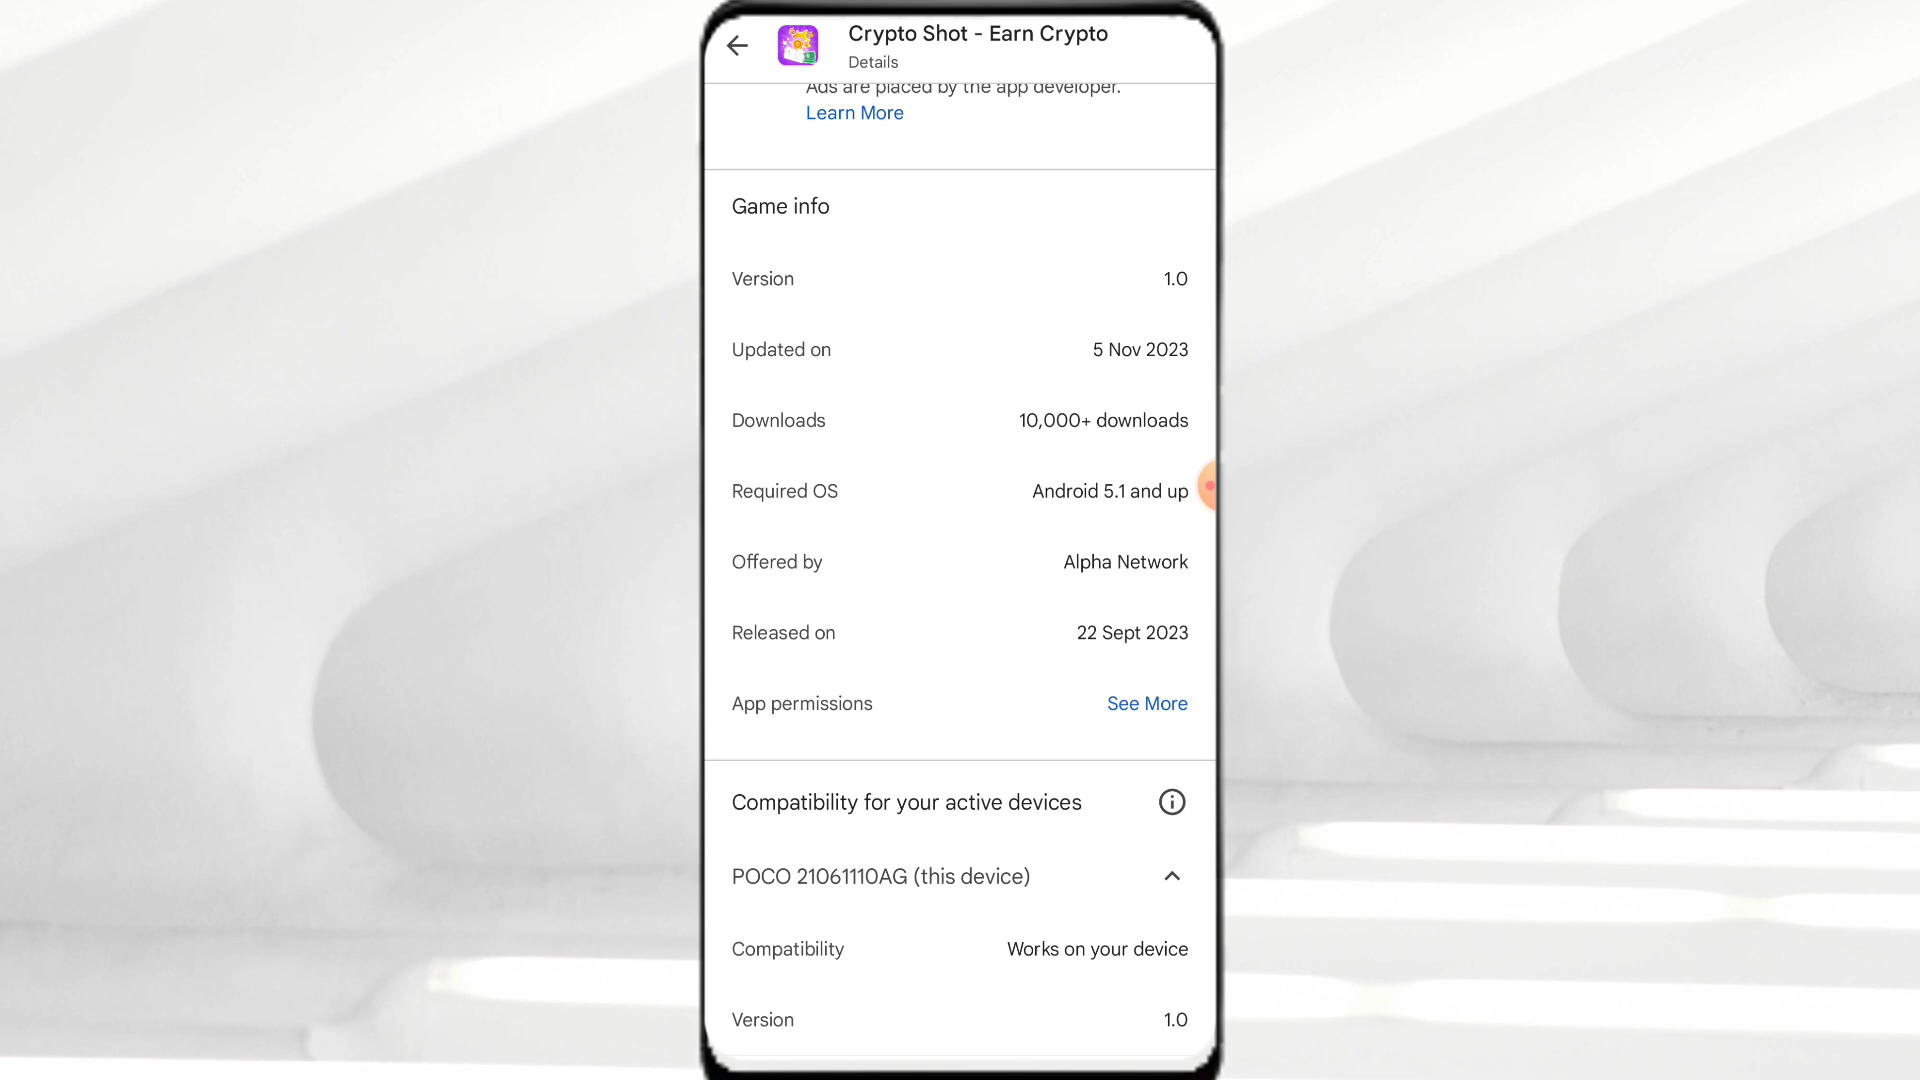 Crypto Shot - Earn Crypto
Details
Ads are placed by the app developer.
Learn More
Game info
Version 1.0
Updated on 5 Nov 2023
Downloads 10,000+ downloads
Required OS Android 5.1 and up
Offered by Alpha Network
Released on 22 Sept 2023
App permissions See More
Compatibility for your active devices
POCO 21061110AG (this device)
Compatibility Works on your device
Version 1.0